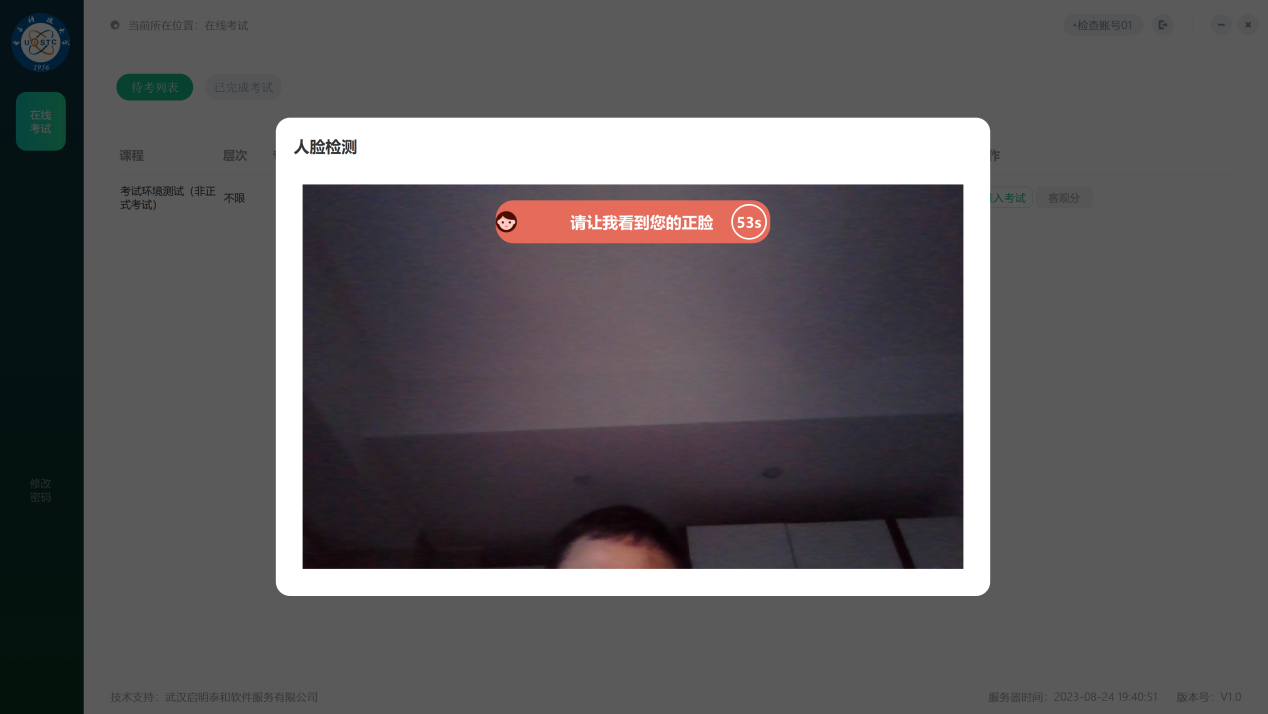 当前所在位置：在线考试
检查账号01
UESTC
1956
在线
考试
待考列表
已完成考试
人脸检测
课程
层次
作
考试环境测试（非正
式考试）
不限
入考试
客观分
请让我看到您的正脸
53s
修改
密码
技术支持：武汉启明泰和软件服务有限公司
服务器时间：2023-08-24 19:40:51
版本号：V1.0